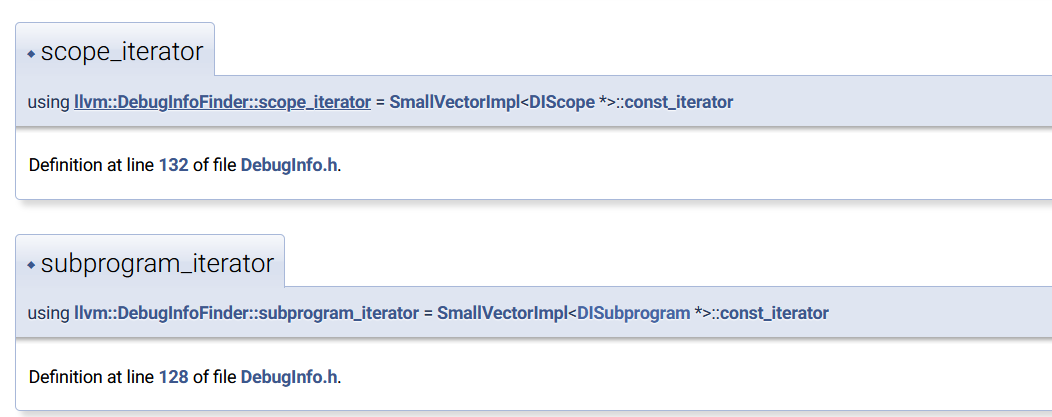 scope_iterator
using llvm::DebugInfoFinder::scope_iterator = SmallVectorImpl<DIScope *>::const_iterator
Definition at line 132 of file DebugInfo.h.
subprogram_iterator
using llvm::DebugInfoFinder::subprogram_iterator = SmallVectorImpl<DISubprogram *>::const_iterator
Definition at line 128 of file DebugInfo.h.